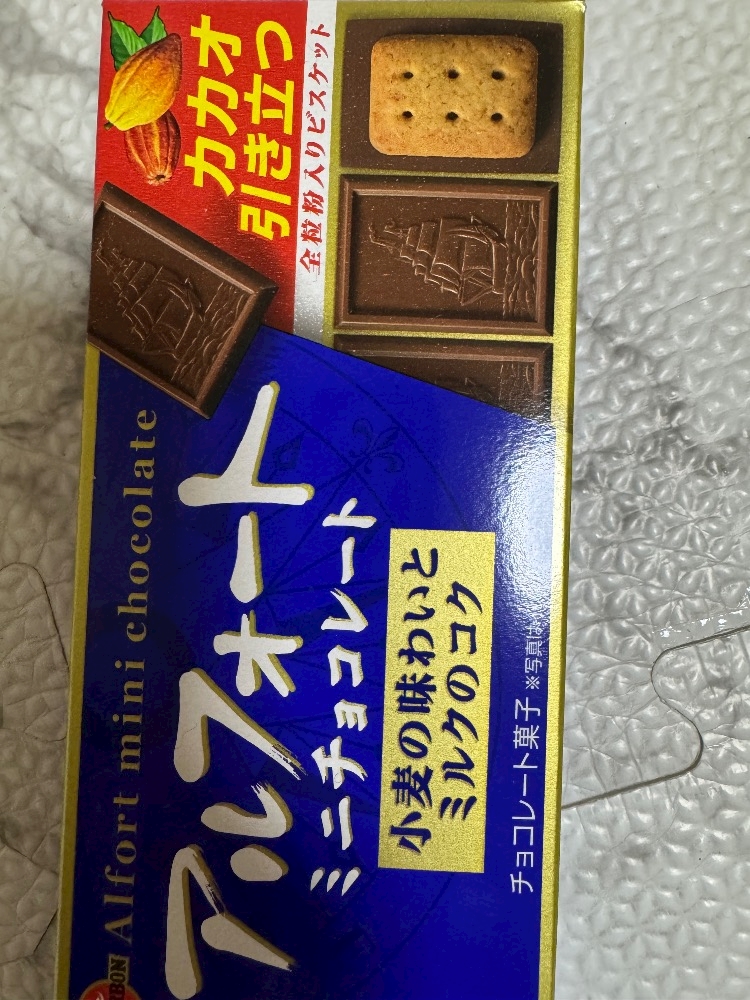 BON
Alfort mini chocolate
アルフォート
ミニチョコレート
小麦の味わいと
ミルクのコク
チョコレート菓子 ※写真は
カカオ
引き立つ
全粒粉入りビスケット